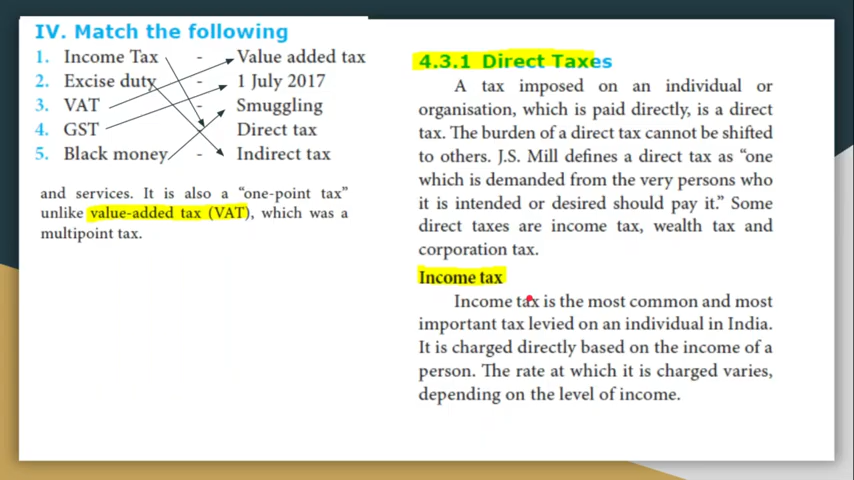 IV. Match the following
1. Income Tax - Value added tax
2. Excise duty - 1 July 2017
3. VAT - Smuggling
4. GST - Direct tax
5. Black money - Indirect tax
and services. It is also a “one-point tax”
unlike value-added tax (VAT), which was a
multipoint tax.
4.3.1 Direct Taxes
A tax imposed on an individual or
organisation, which is paid directly, is a direct
tax. The burden of a direct tax cannot be shifted
to others. J.S. Mill defines a direct tax as “one
which is demanded from the very persons who
it is intended or desired should pay it.” Some
direct taxes are income tax, wealth tax and
corporation tax.
Income tax
Income tax is the most common and most
important tax levied on an individual in India.
It is charged directly based on the income of a
person. The rate at which it is charged varies,
depending on the level of income.